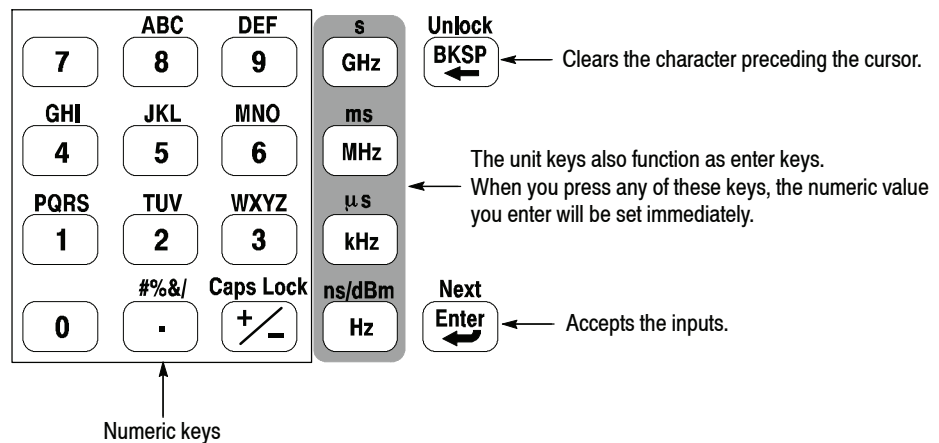 ABC DEF s Unlock
7 8 9 GHz BKSP Clears the character preceding the cursor.
GHI JKL MNO ms
4 5 6 MHz
The unit keys also function as enter keys.
When you press any of these keys, the numeric value
you enter will be set immediately.
PQRS TUV WXYZ μs
1 2 3 kHz
#%&/ Caps Lock ns/dBm Next
0 . +/- Hz Enter Accepts the inputs.
Numeric keys